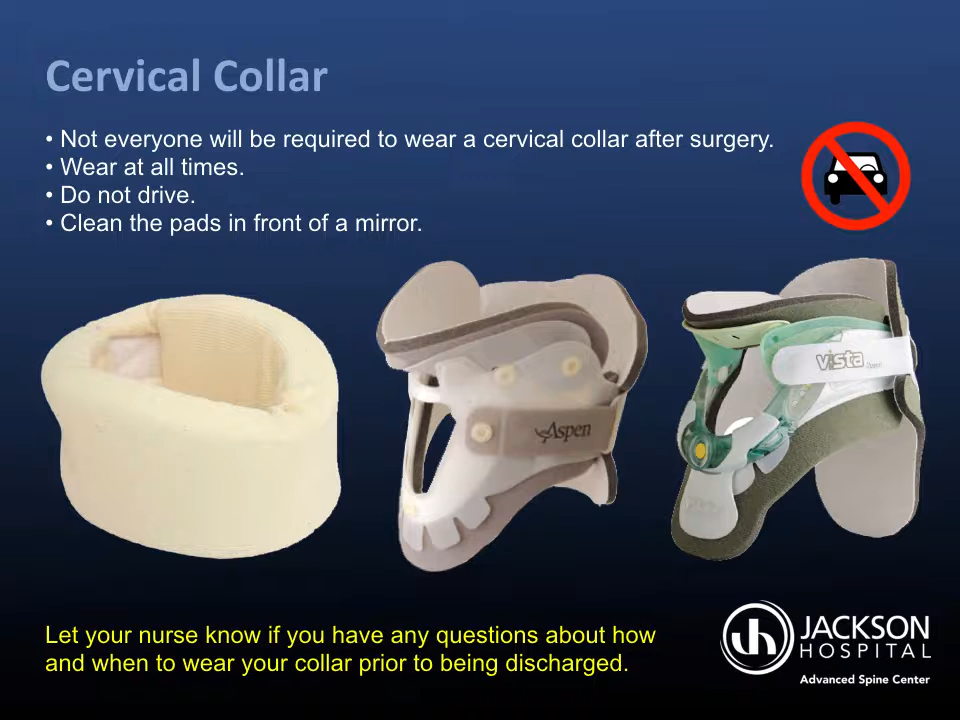 Cervical Collar
• Not everyone will be required to wear a cervical collar after surgery.
• Wear at all times.
• Do not drive.
• Clean the pads in front of a mirror.
Aspen
vista
Let your nurse know if you have any questions about how
and when to wear your collar prior to being discharged.
JACKSON
HOSPITAL
Advanced Spine Center